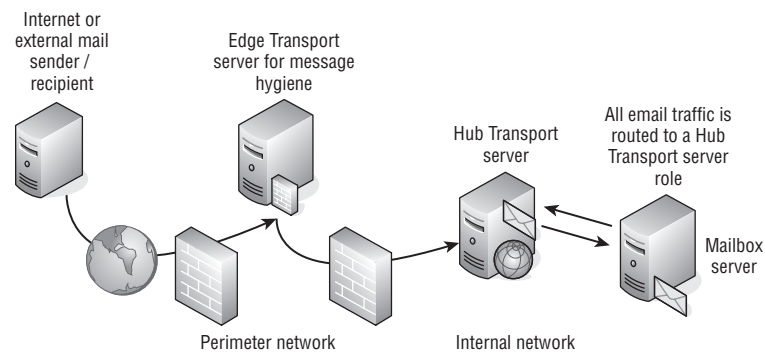 Internet or
external mail
sender /
recipient
Edge Transport
server for message
hygiene
Hub Transport
server
All email traffic is
routed to a Hub
Transport server
role
Mailbox
server
Perimeter network
Internal network